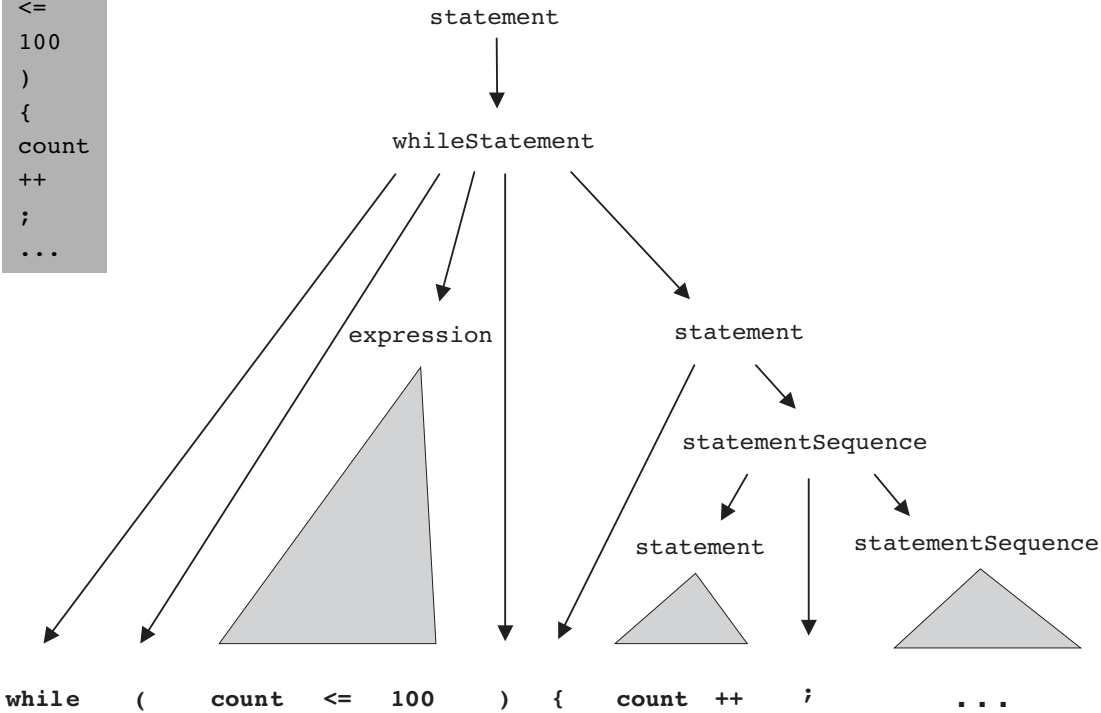 <=
100
)
{
count
++
;
...
statement
whileStatement
expression
statement
statementSequence
statement
statementSequence
while ( count <= 100 ) { count ++ ; ...